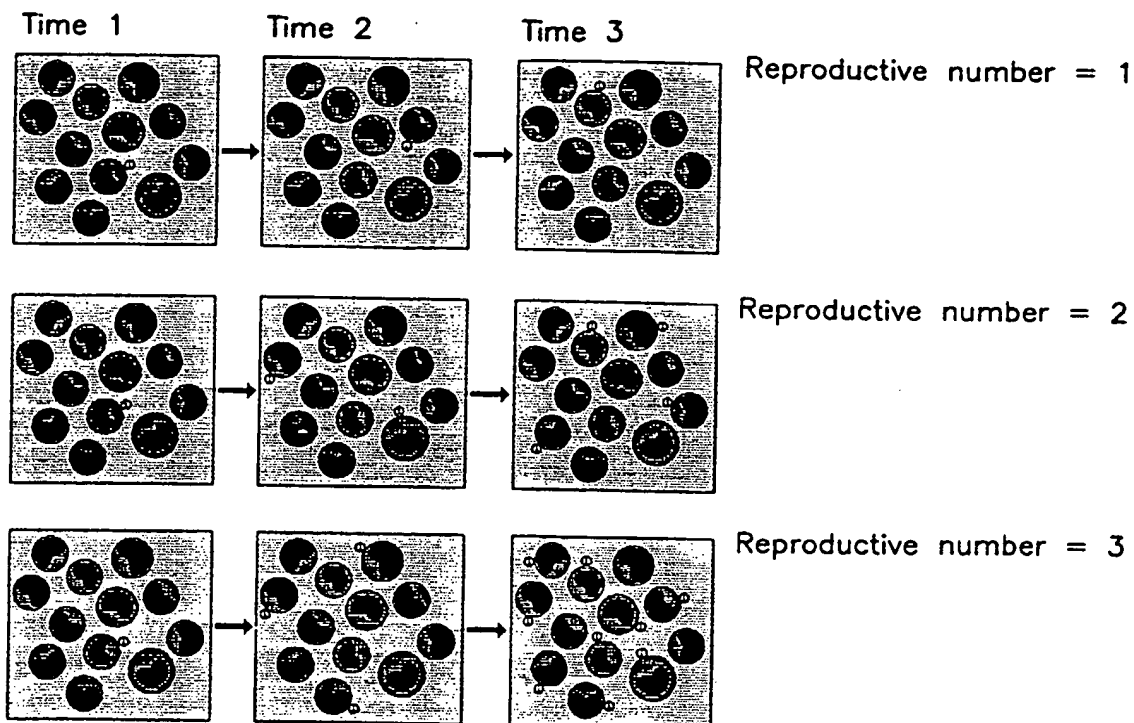 Time 1
Time 2
Time 3
Reproductive number = 1
Reproductive number = 2
Reproductive number = 3